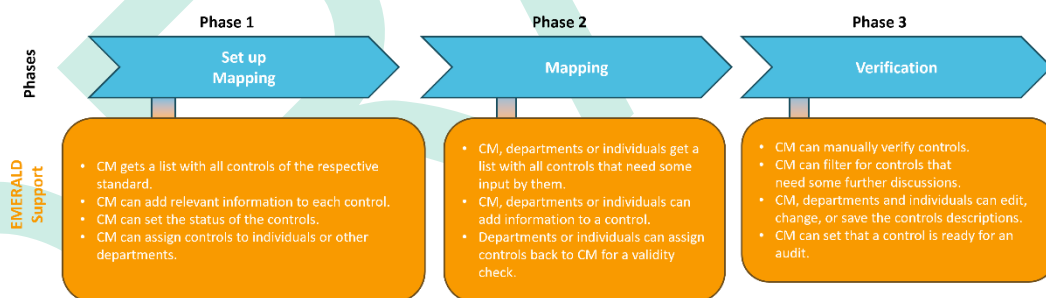 Phase 1
Phase 2
Phase 3
Phases
Set up
Mapping
Mapping
Verification
EMERALD
Support
• CM gets a list with all controls of the respective
standard.
• CM can add relevant information to each control.
• CM can set the status of the controls.
• CM can assign controls to individuals or other
departments.
• CM, departments or individuals get a
list with all controls that need some
input by them.
• CM, departments or individuals can
add information to a control.
• Departments or individuals can assign
controls back to CM for a validity
check.
• CM can manually verify controls.
• CM can filter for controls that
need some further discussions.
• CM, departments and individuals can edit,
change, or save the controls descriptions.
• CM can set that a control is ready for an
audit.